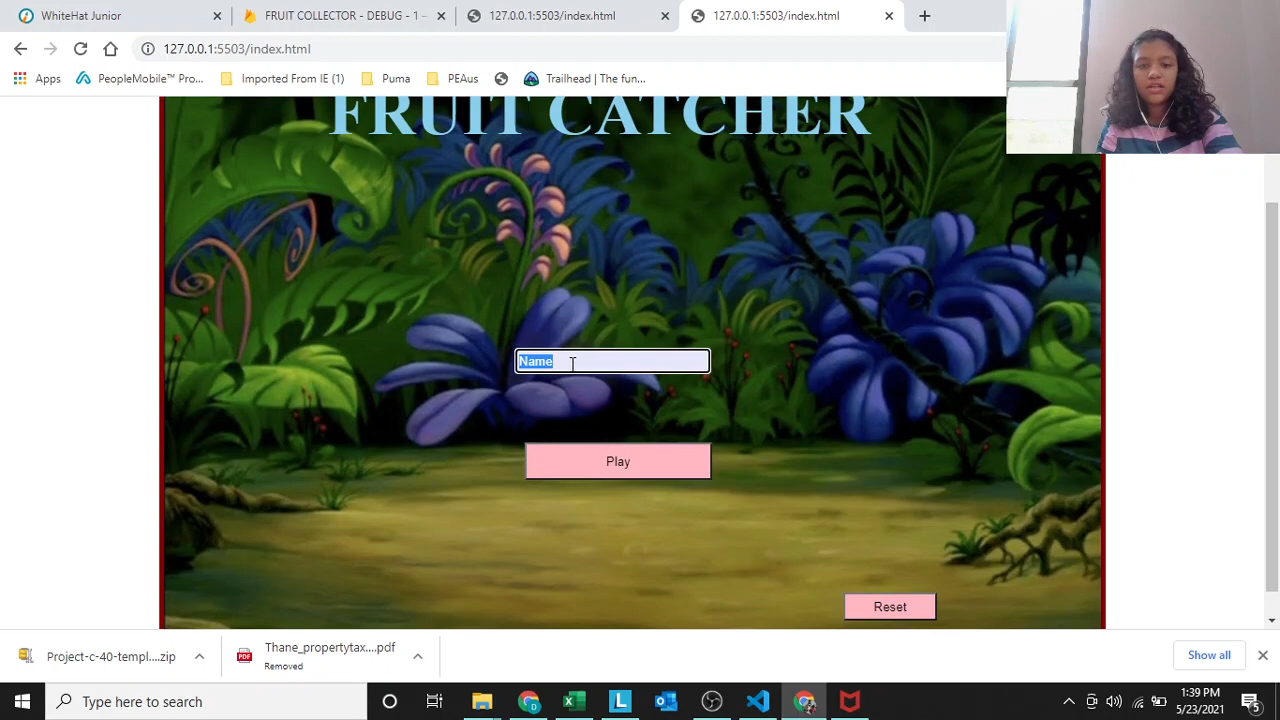 WhiteHat Junior
FRUIT COLLECTOR - DEBUG - 1 -
127.0.0.1:5503/index.html
127.0.0.1:5503/index.html
127.0.0.1:5503/index.html
Apps
PeopleMobile™ Pro...
Imported From IE (1)
Puma
PEAus
Trailhead | The fun...
FRUIT CATCHER
Name
Play
Reset
Project-c-40-templ....zip
Thane_propertytax....pdf
Removed
Show all
Type here to search
1:39 PM
5/23/2021
5